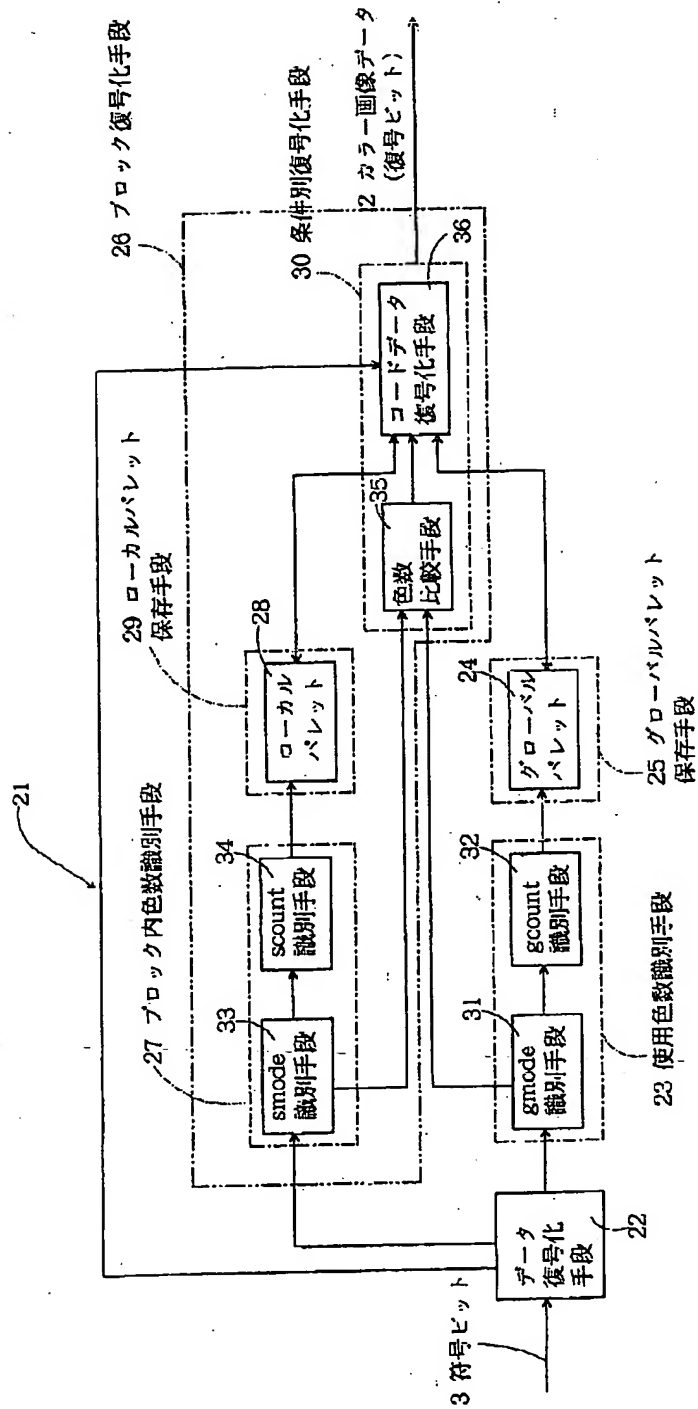 21
26 ブロック復号化手段
27 ブロック内色数識別手段
29 ローカルパレット
保存手段
30 条件別復号化手段
33
smode
識別手段
34
scount
識別手段
28
ローカル
パレット
35
色数
比較手段
36
コードデータ
復号化手段
2 カラー画像データ
(復号ビット)
3 符号ビット
データ
復号化
手段
22
31
gmode
識別手段
32
gcount
識別手段
24
グローバル
パレット
23 使用色数識別手段
25 グローバルパレット
保存手段